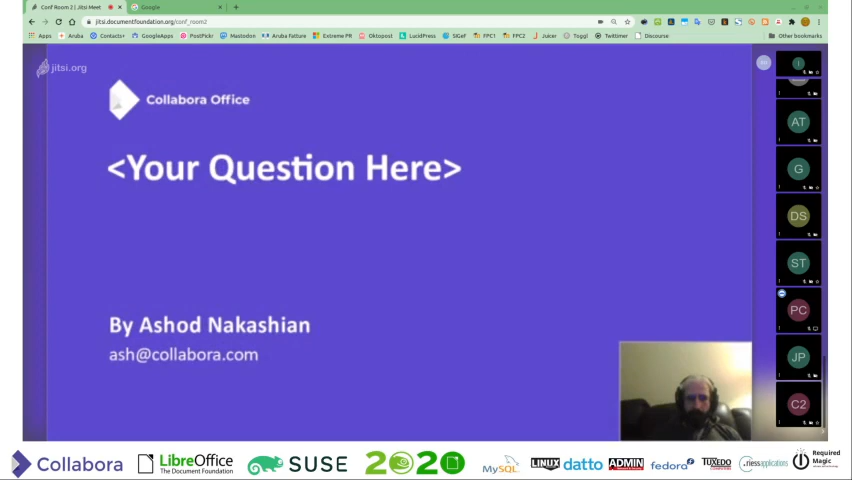 Conf Room 2 | Jitsi Meet
Google
jitsi.documentfoundation.org/conf_room2
Apps
Aruba
Contacts+
GoogleApps
PostPickr
Mastodon
Aruba Fatture
Extreme PR
Oktopost
LucidPress
SIGeF
FPC1
FPC2
Juicer
Toggl
Twittimer
Discourse
Other bookmarks
jitsi.org
Collabora Office
<Your Question Here>
By Ashod Nakashian
ash@collabora.com
I
AT
G
DS
ST
PC
JP
C2
Collabora
LibreOffice
The Document Foundation
SUSE
2020
MySQL
LINUX
datto
ADMIN
fedora
TUXEDO
riessapplications
Required
Magic